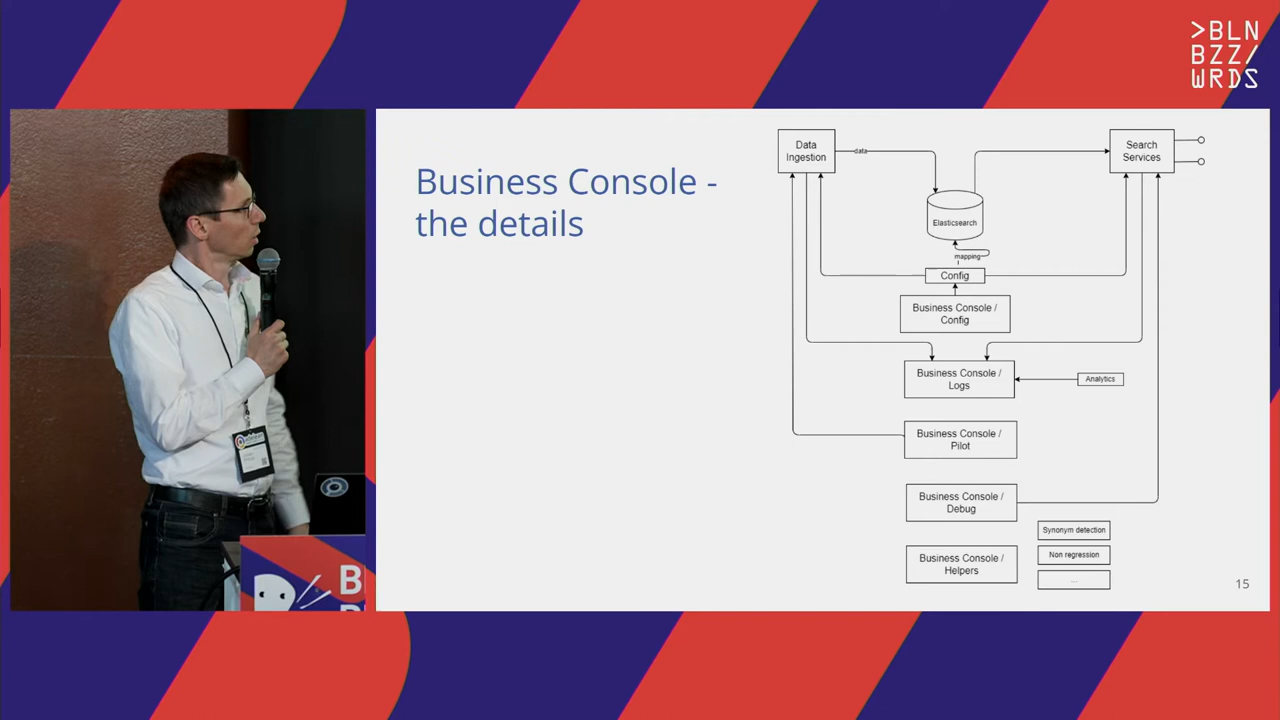 >BLN
BZZ/
WRDS
Business Console -
the details
Data
Ingestion
data
Search
Services
Elasticsearch
mapping
Config
Business Console /
Config
Business Console /
Logs
Analytics
Business Console /
Pilot
Business Console /
Debug
Synonym detection
Non regression
...
Business Console /
Helpers
15
B
B